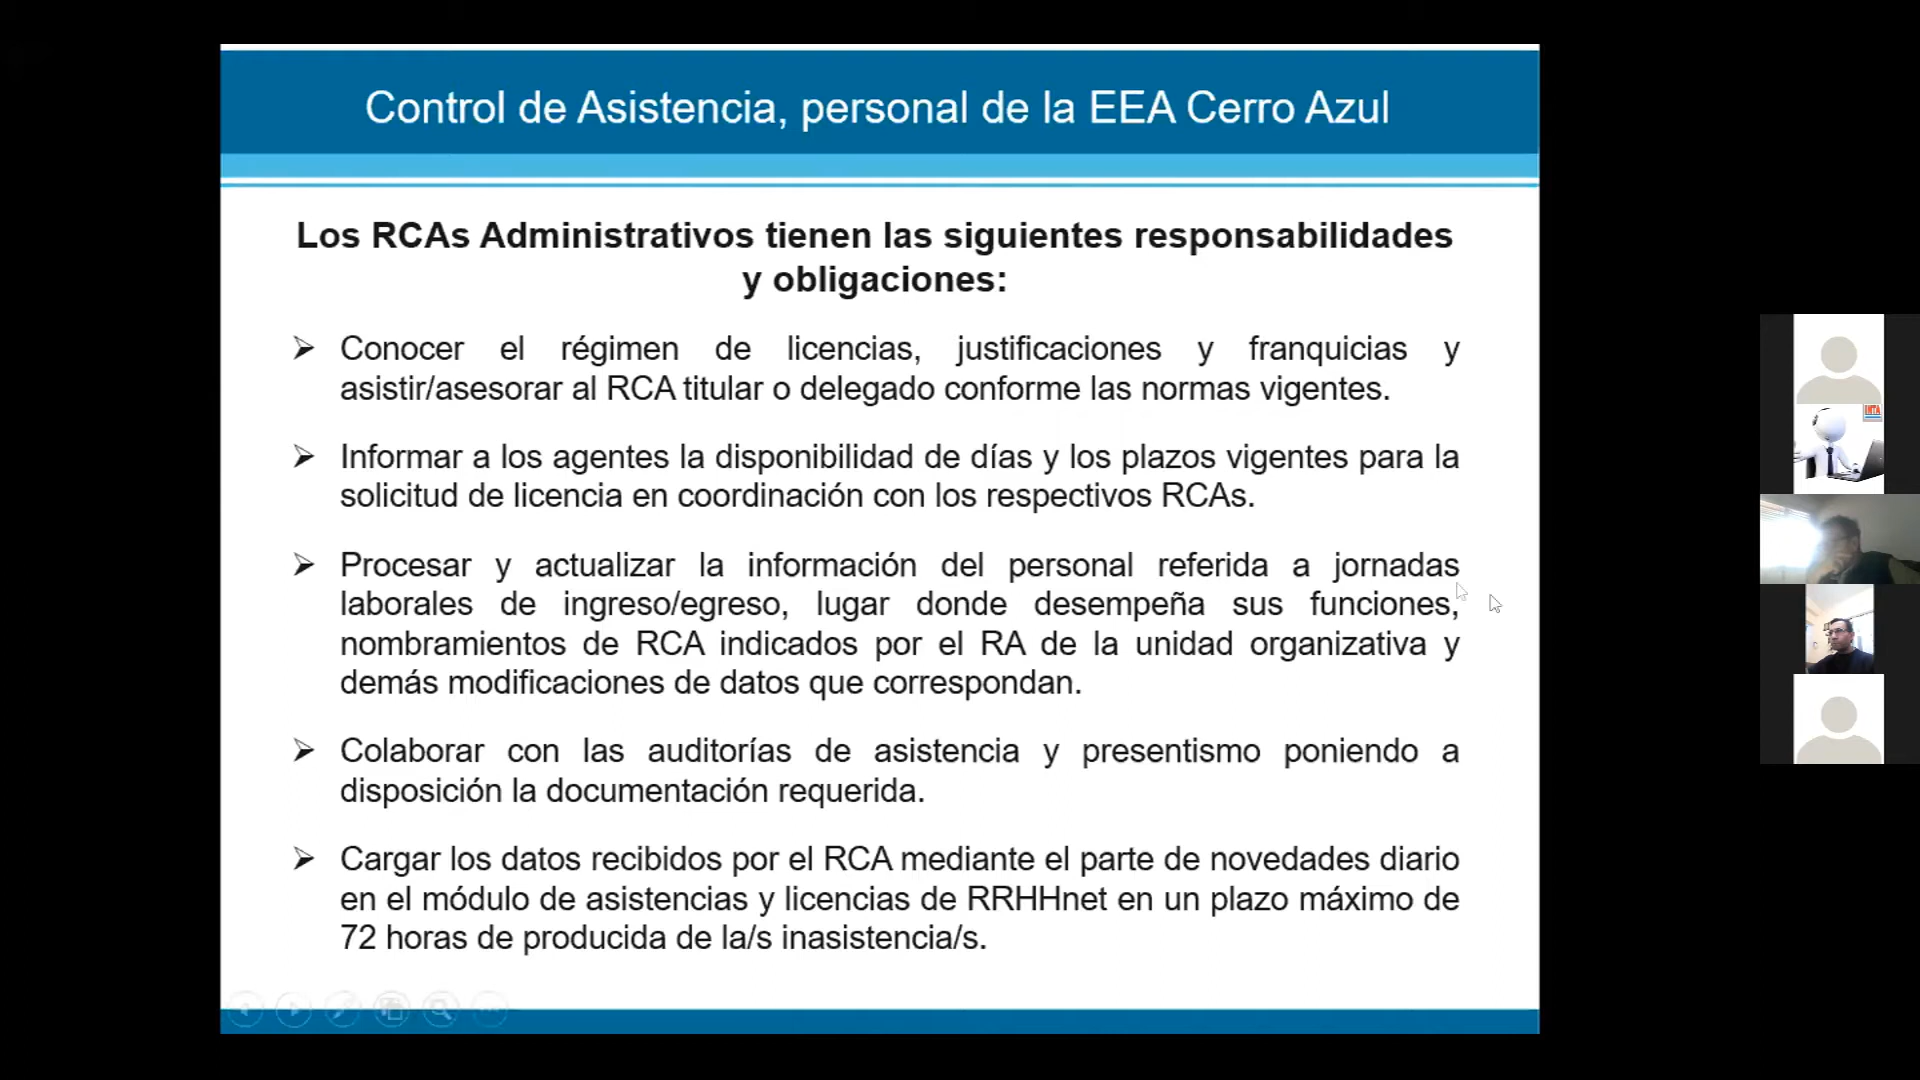 Control de Asistencia, personal de la EEA Cerro Azul
Los RCAs Administrativos tienen las siguientes responsabilidades
y obligaciones:
Conocer el régimen de licencias, justificaciones y franquicias y
asistir/asesorar al RCA titular o delegado conforme las normas vigentes.
Informar a los agentes la disponibilidad de días y los plazos vigentes para la
solicitud de licencia en coordinación con los respectivos RCAs.
Procesar y actualizar la información del personal referida a jornadas
laborales de ingreso/egreso, lugar donde desempeña sus funciones,
nombramientos de RCA indicados por el RA de la unidad organizativa y
demás modificaciones de datos que correspondan.
Colaborar con las auditorías de asistencia y presentismo poniendo a
disposición la documentación requerida.
Cargar los datos recibidos por el RCA mediante el parte de novedades diario
en el módulo de asistencias y licencias de RRHHnet en un plazo máximo de
72 horas de producida de la/s inasistencia/s.